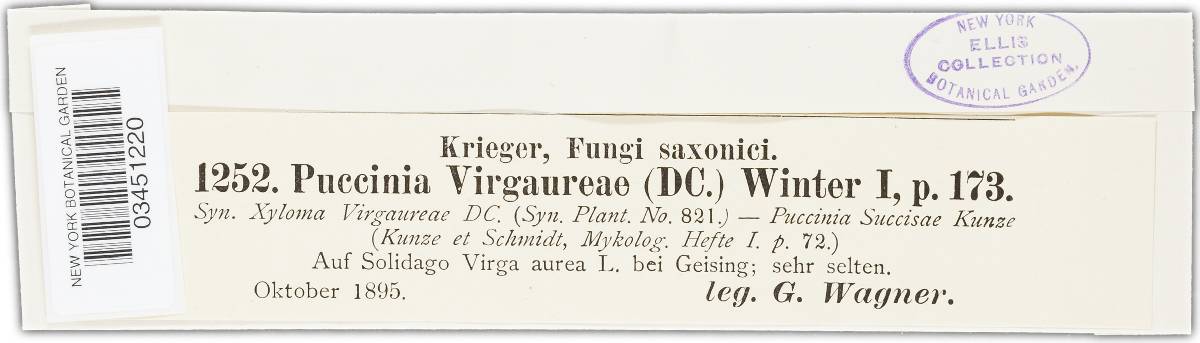 NEW YORK
ELLIS
COLLECTION
BOTANICAL GARDEN.
NEW YORK BOTANICAL GARDEN
03451220
Krieger, Fungi saxonici.
1252. Puccinia Virgaureae (DC.) Winter I, p. 173.
Syn. Xyloma Virgaureae DC. (Syn. Plant. No. 821.) — Puccinia Succisae Kunze
(Kunze et Schmidt, Mykolog. Hefte I. p. 72.)
Auf Solidago Virga aurea L. bei Geising; sehr selten.
Oktober 1895. leg. G. Wagner.